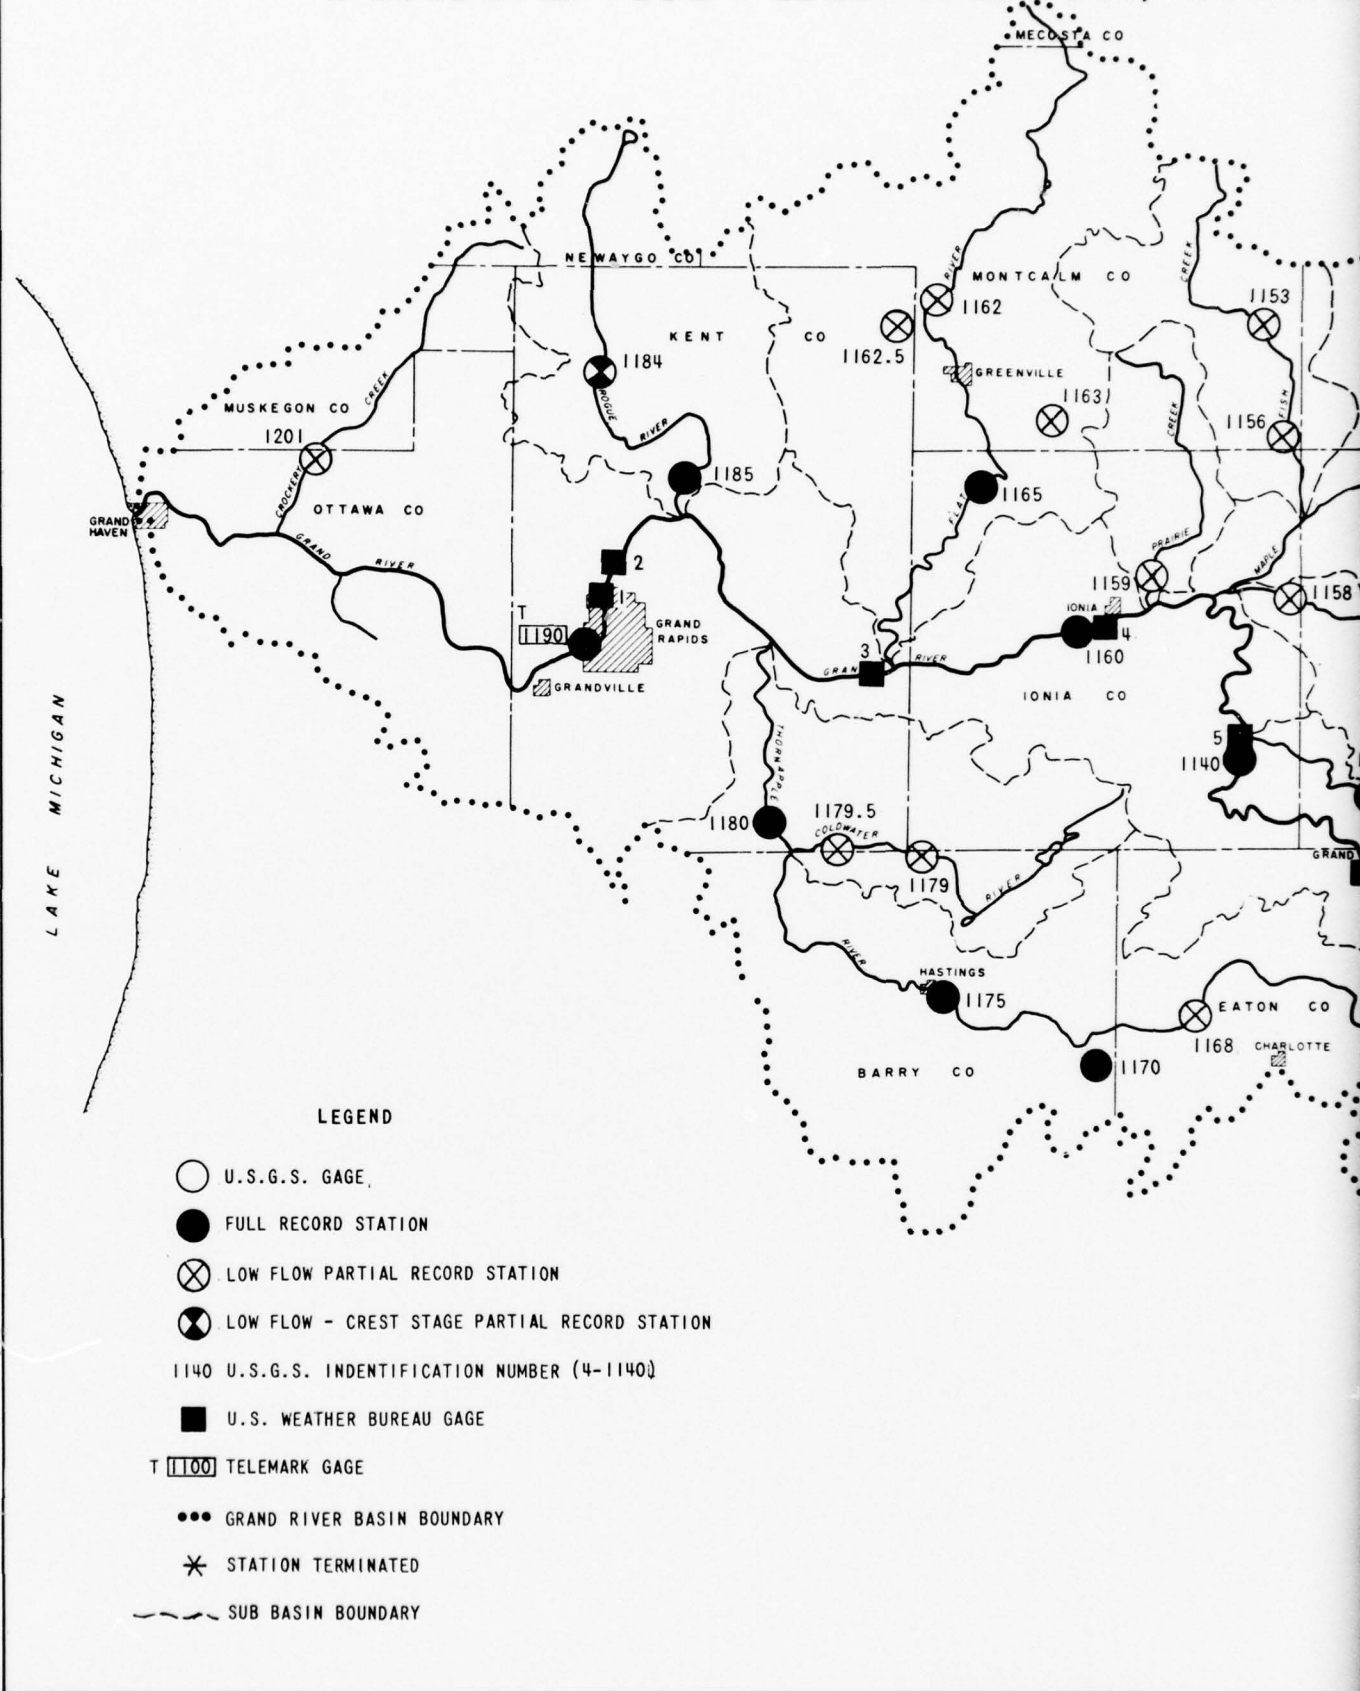 MECOSTA CO
NEWAYGO CO
RIVER
MONTCALM CO
CREEK
1153
1162
KENT CO
1162.5
1184
GREENVILLE
CREEK
MUSKEGON CO
ROGUE
RIVER
1163
CREEK
FISH
1156
1201
1185
1165
CROCKERY
OTTAWA CO
FLAT
GRAND
HAVEN
GRAND
RIVER
PRAIRIE
MAPLE
2
1159
1158
1
T
1190
GRAND
RAPIDS
IONIA
4
3
1160
GRAN
RIVER
GRANDVILLE
IONIA CO
LAKE MICHIGAN
THORNAPPLE
5
1140
1180
1179.5
COLDWATER
GRAND
1179
RIVER
RIVER
HASTINGS
1175
EATON CO
1168
CHARLOTTE
1170
BARRY CO
LEGEND
U.S.G.S. GAGE
FULL RECORD STATION
LOW FLOW PARTIAL RECORD STATION
LOW FLOW - CREST STAGE PARTIAL RECORD STATION
1140 U.S.G.S. INDENTIFICATION NUMBER (4-1140)
U.S. WEATHER BUREAU GAGE
T 1100 TELEMARK GAGE
GRAND RIVER BASIN BOUNDARY
STATION TERMINATED
SUB BASIN BOUNDARY